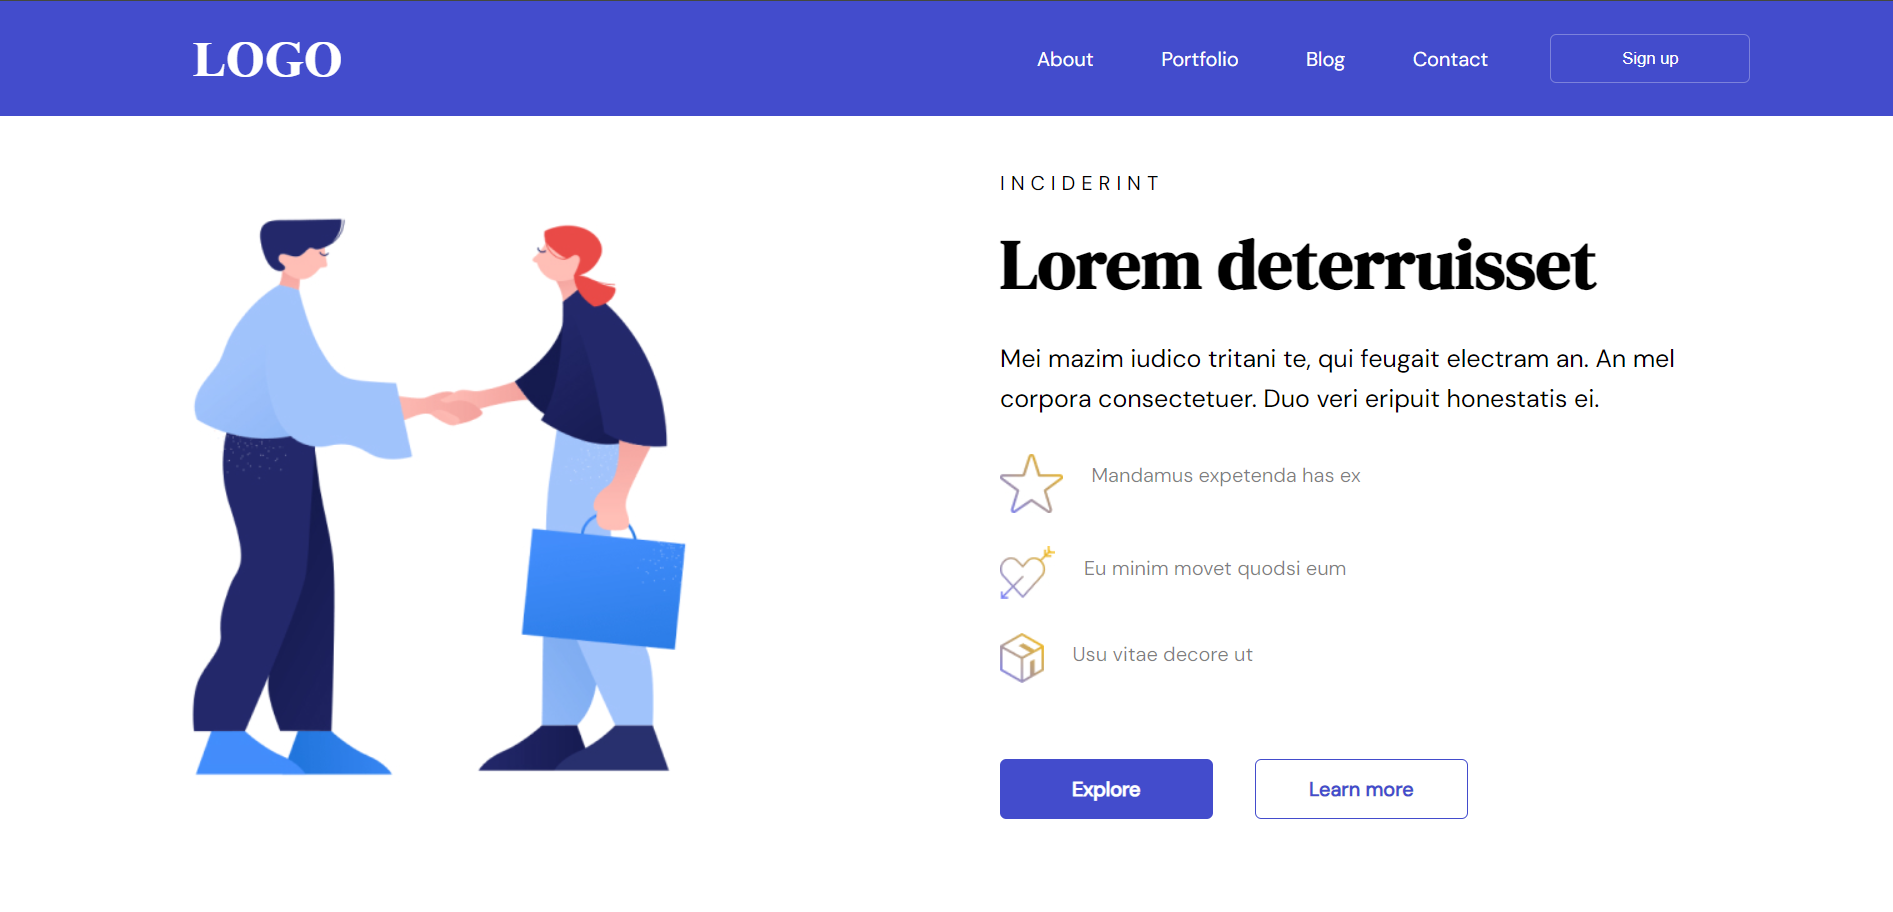 LOGO
About
Portfolio
Blog
Contact
Sign up
INCIDERINT
Lorem deterruisset
Mei mazim iudico tritani te, qui feugait electram an. An mel
corpora consectetuer. Duo veri eripuit honestatis ei.
Mandamus expetenda has ex
Eu minim movet quodsi eum
Usu vitae decore ut
Explore
Learn more